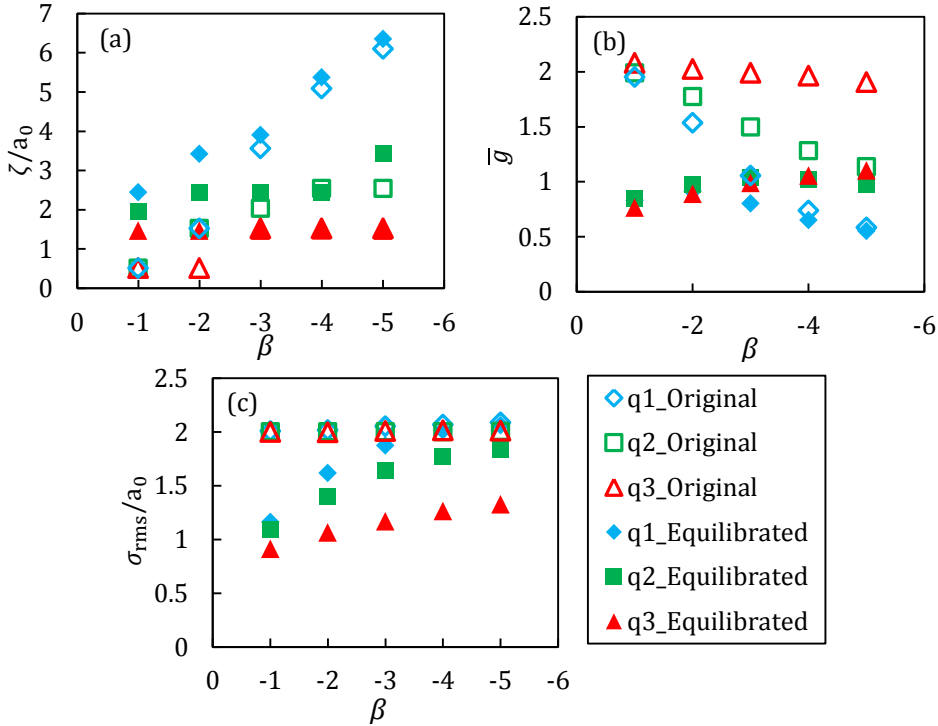 (a)
7
6
5
4
3
2
1
0
ζ/a₀
0 -1 -2 -3 -4 -5 -6
β
(b)
2.5
2
1.5
1
0.5
0
g̅
0 -2 -4 -6
β
(c)
2.5
2
1.5
1
0.5
0
σrms/a₀
0 -1 -2 -3 -4 -5 -6
β
q1_Original
q2_Original
q3_Original
q1_Equilibrated
q2_Equilibrated
q3_Equilibrated